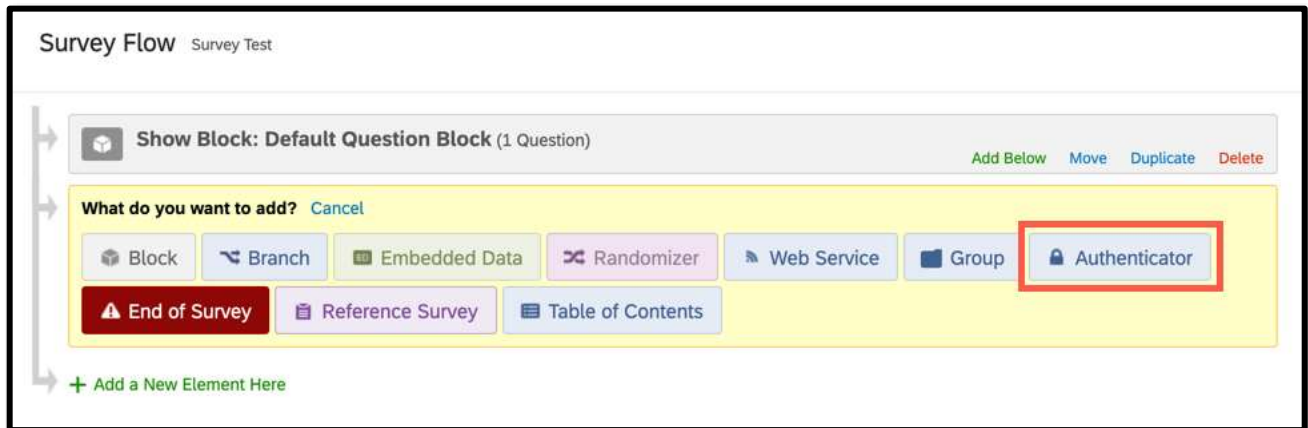 Survey Flow Survey Test
Show Block: Default Question Block (1 Question)
Add Below Move Duplicate Delete
What do you want to add? Cancel
Block Branch Embedded Data Randomizer Web Service Group Authenticator
End of Survey Reference Survey Table of Contents
+ Add a New Element Here